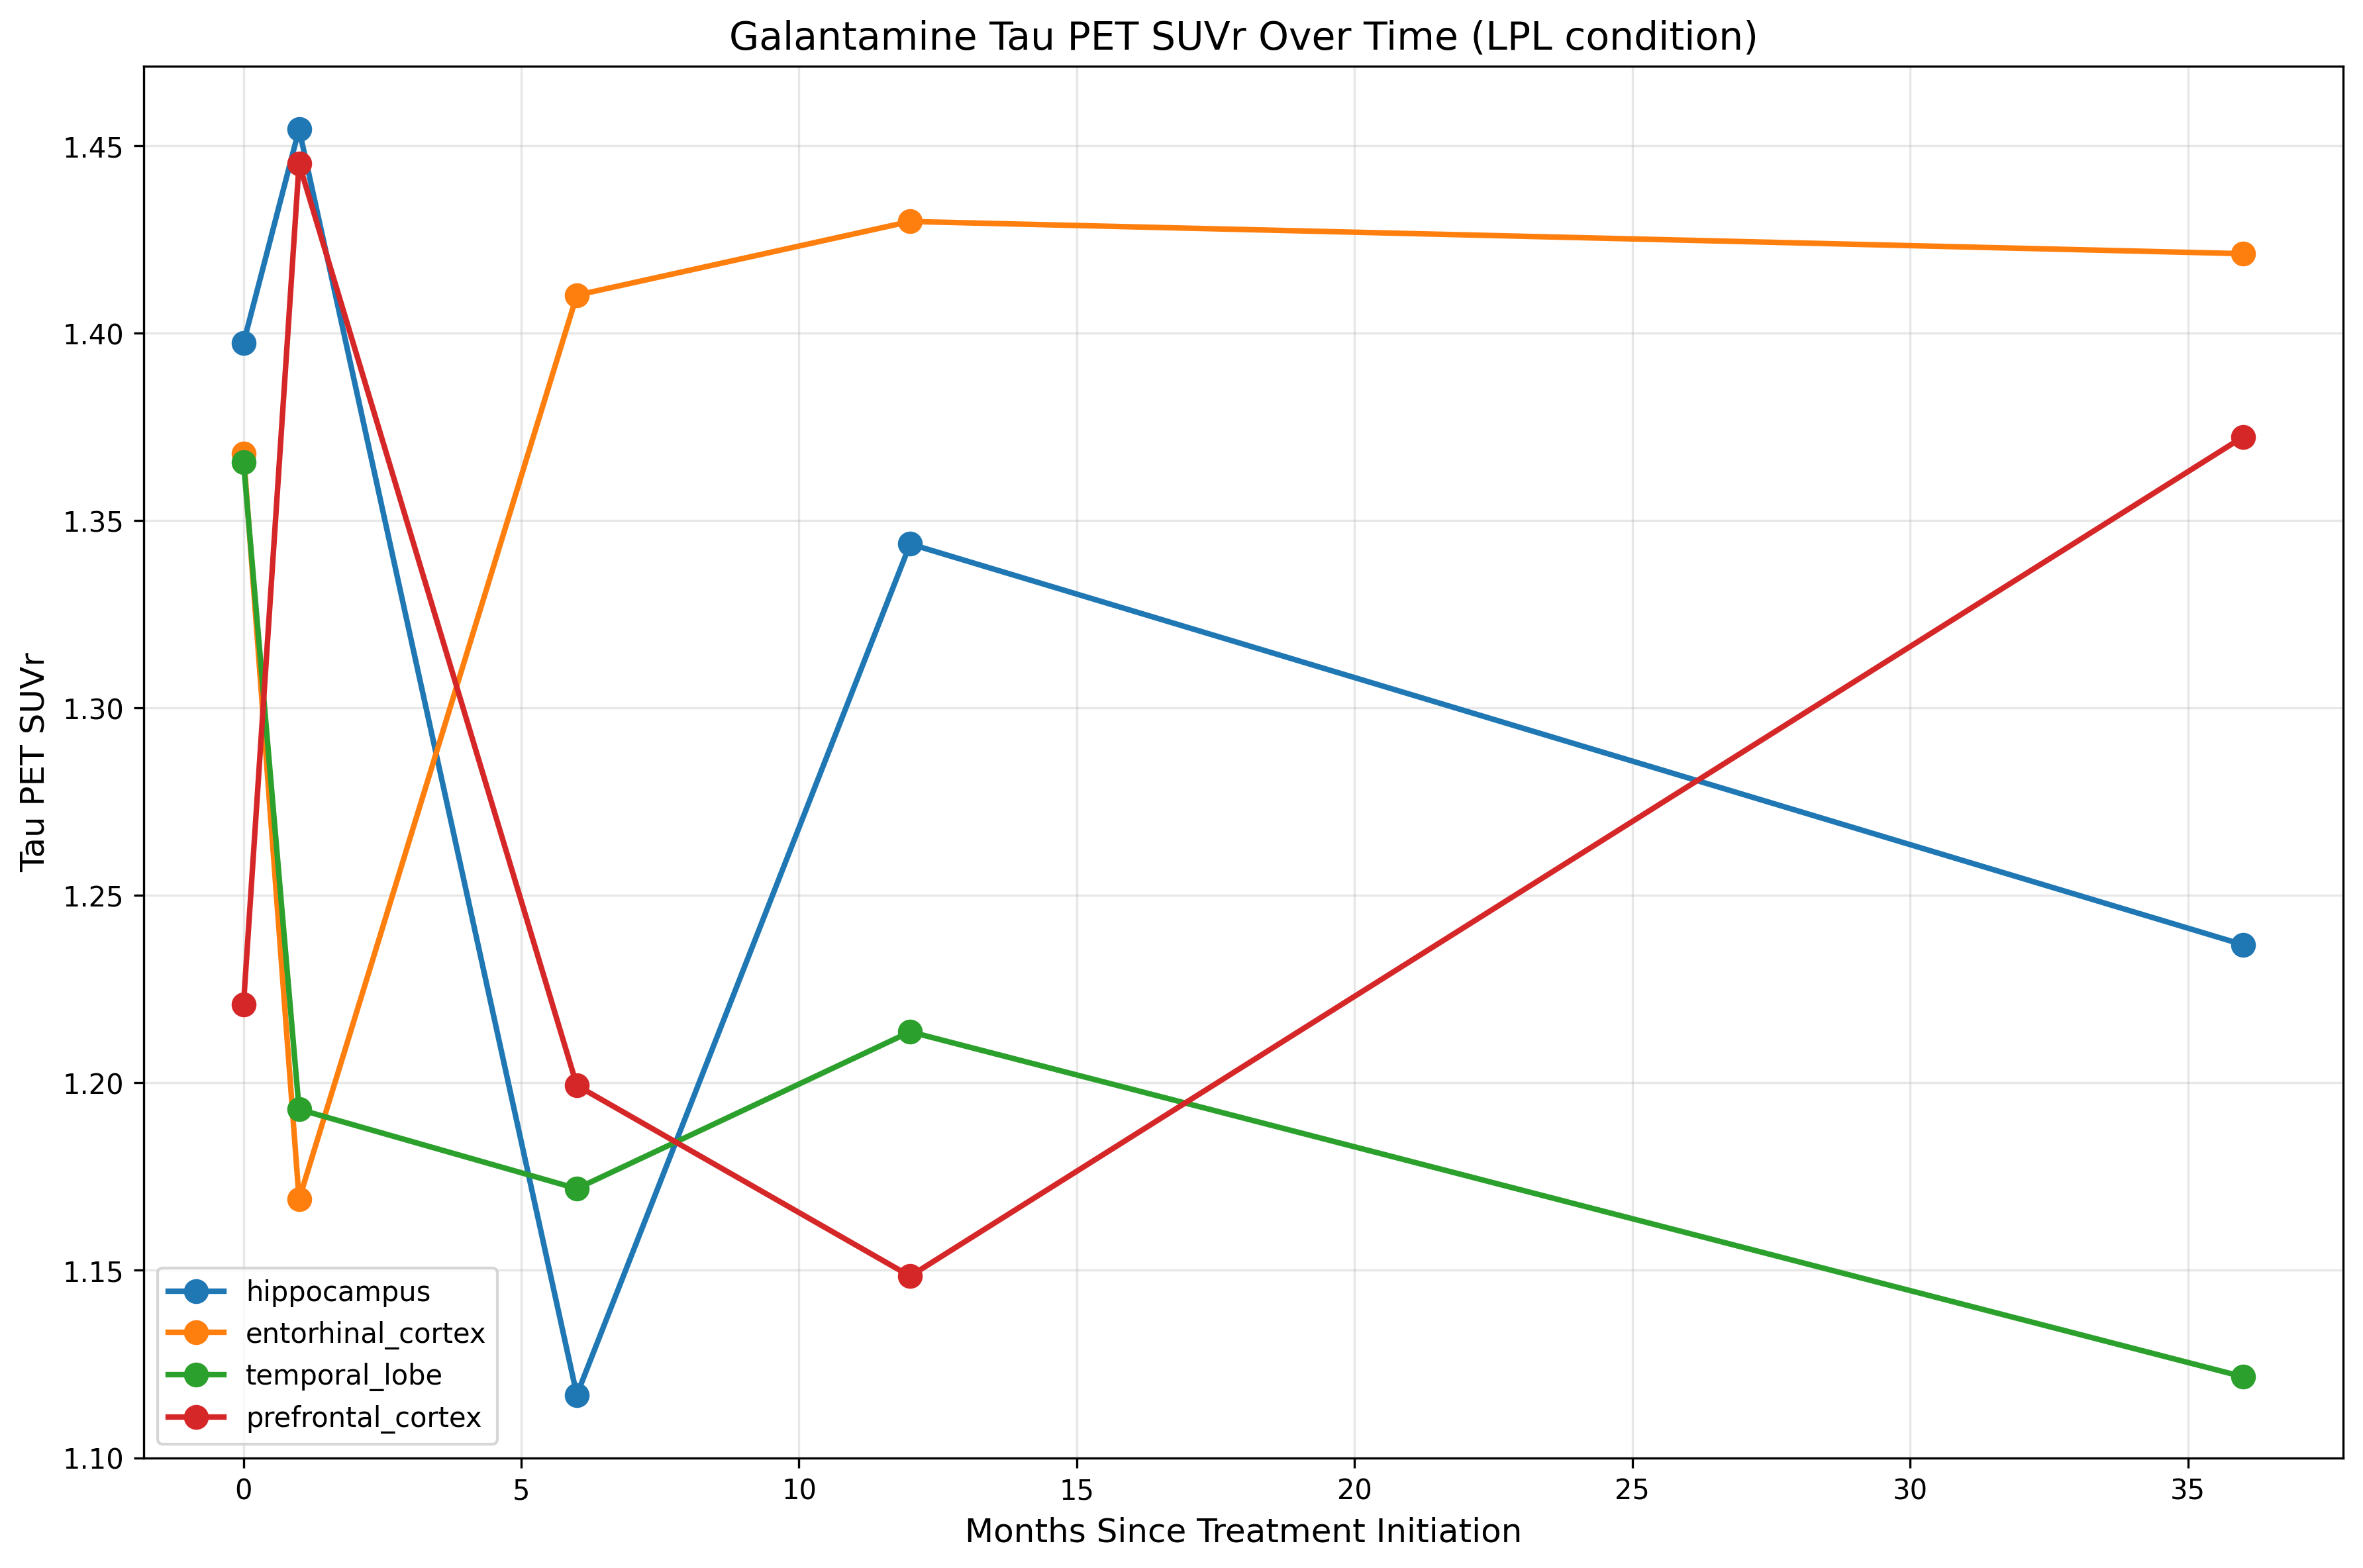 Galantamine Tau PET SUVr Over Time (LPL condition)
1.45
1.40
1.35
1.30
1.25
1.20
1.15
1.10
Tau PET SUVr
hippocampus
entorhinal_cortex
temporal_lobe
prefrontal_cortex
0 5 10 15 20 25 30 35
Months Since Treatment Initiation